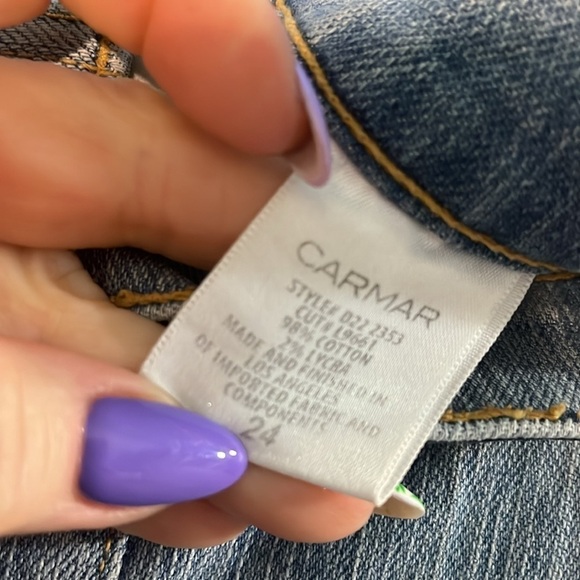 CARMAR
STYLE# D22 2353
CUT# L9661
98% COTTON
2% LYCRA
MADE AND FINISHED IN
LOS ANGELES
OF IMPORTED FABRIC AND
COMPONENTS
24